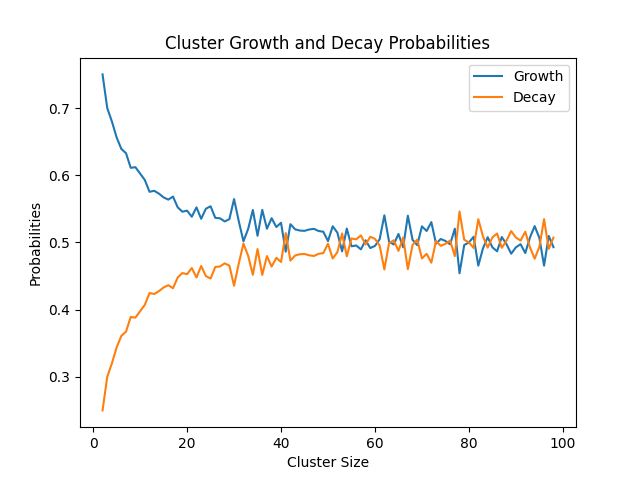 Cluster Growth and Decay Probabilities
Growth
Decay
Probabilities
0.7
0.6
0.5
0.4
0.3
0 20 40 60 80 100
Cluster Size